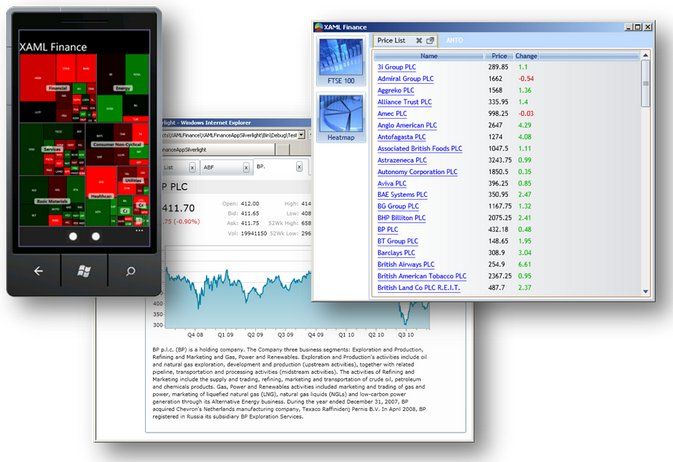 XAML Finance
Financial
Energy
Services
Consumer Non-Cyclical
Utilities
Basic Materials
Healthcare
XAML Finance
Price List
ANTO
FTSE 100
Heatmap
Name Price Change
3i Group PLC 289.85 1.1
Admiral Group PLC 1662 -0.54
Aggreko PLC 1568 1.36
Alliance Trust PLC 335.95 1.4
Amec PLC 998.25 -0.03
Anglo American PLC 2647 4.29
Antofagasta PLC 1274 4.08
Associated British Foods PLC 1047.5 1.11
Astrazeneca PLC 3243.75 0.99
Autonomy Corporation PLC 1850.5 0.35
Aviva PLC 396.25 0.85
BAE Systems PLC 350.95 2.47
BG Group PLC 1167.75 1.32
BHP Billiton PLC 2075.25 2.41
BP PLC 432.18 0.48
BT Group PLC 148.65 1.95
Barclays PLC 308.9 3.04
British Airways PLC 254.9 6.61
British American Tobacco PLC 2367.25 0.95
British Land Co PLC R.E.I.T. 487.7 2.37
rlight - Windows Internet Explorer
List ABF BP.
P PLC
411.70
75 (-0.90%)
Open: 412.00 High: 414
Bid: 411.65 Low: 408
Ask: 411.75 52Wk High: 658
Vol: 19941150 52Wk Low: 296
450
400
350
300
Q4 08 Q1 09 Q2 09 Q3 09 Q4 09 Q1 10 Q2 10 Q3 10
BP p.l.c. (BP) is a holding company. The Company three business segments: Exploration and Production,
Refining and Marketing and Gas, Power and Renewables. Exploration and Production's activities include oil
and natural gas exploration, development and production (upstream activities), together with related
pipeline, transportation and processing activities (midstream activities). The activities of Refining and
Marketing include the supply and trading, refining, marketing and transportation of crude oil, petroleum
and chemicals products. Gas, Power and Renewables activities included marketing and trading of gas and
power, marketing of liquefied natural gas (LNG), natural gas liquids (NGLs) and low-carbon power
generation through its Alternative Energy business. During the year ended December 31, 2007, BP
acquired Chevron's Netherlands manufacturing company, Texaco Raffinderij Pernis B.V. In April 2008, BP
registered in Russia its subsidiary BP Exploration Services.